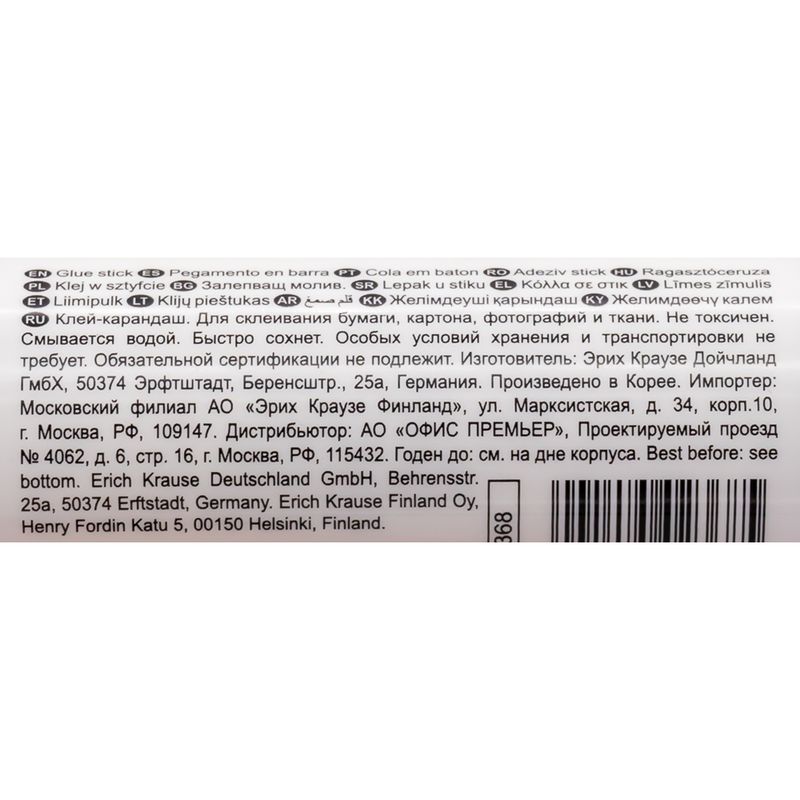 EN Glue stick ES Pegamento en barra PT Cola em baton RO Adeziv stick HU Ragasztóceruza
PL Klej w sztyfcie BG Залепващ молив. SR Lepak u stiku EL Κόλλα σε στικ LV Līmes zīmulis
ET Liimipulk LT Klijų pieštukas AR قلم صمغ KK Желімдеуші қарындаш KY Желимдөөчү калем
RU Клей-карандаш. Для склеивания бумаги, картона, фотографий и ткани. Не токсичен.
Смывается водой. Быстро сохнет. Особых условий хранения и транспортировки не
требует. Обязательной сертификации не подлежит. Изготовитель: Эрих Краузе Дойчланд
ГмбХ, 50374 Эрфтштадт, Беренсштр., 25а, Германия. Произведено в Корее. Импортер:
Московский филиал АО «Эрих Краузе Финланд», ул. Марксистская, д. 34, корп.10,
г. Москва, РФ, 109147. Дистрибьютор: АО «ОФИС ПРЕМЬЕР», Проектируемый проезд
№ 4062, д. 6, стр. 16, г. Москва, РФ, 115432. Годен до: см. на дне корпуса. Best before: see
bottom. Erich Krause Deutschland GmbH, Behrensstr.
25a, 50374 Erftstadt, Germany. Erich Krause Finland Oy,
Henry Fordin Katu 5, 00150 Helsinki, Finland.
368